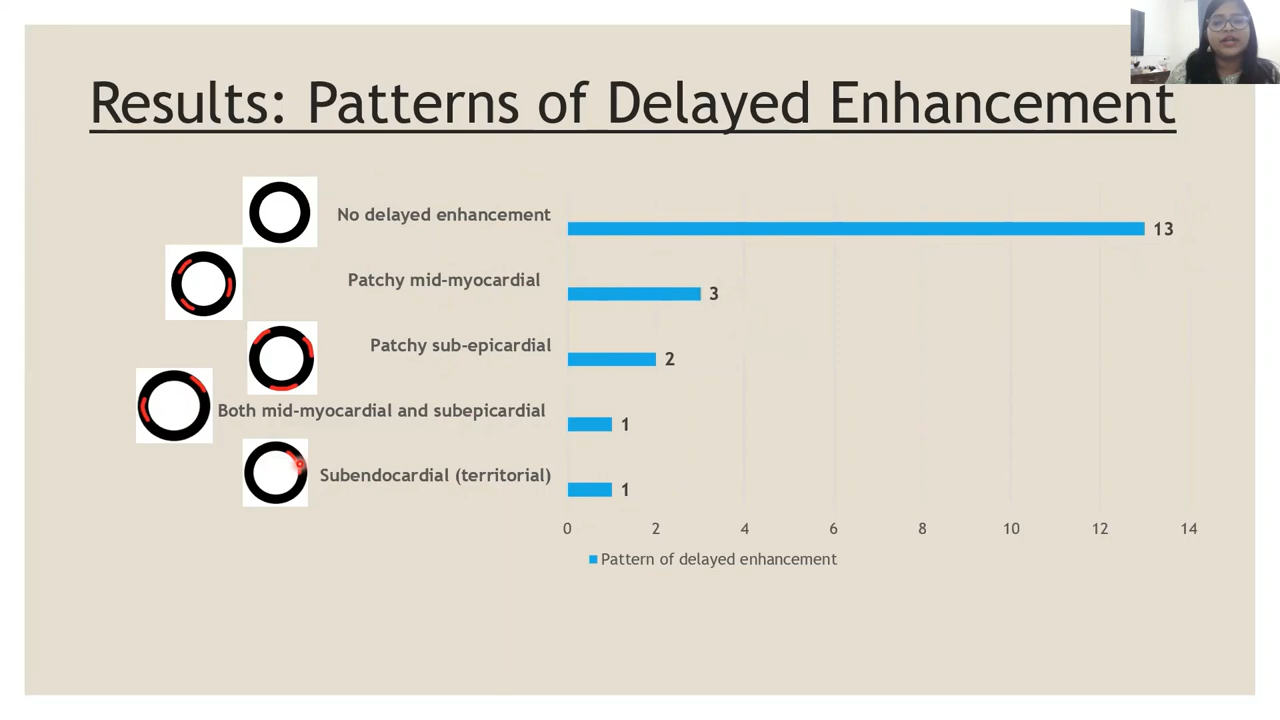 Results: Patterns of Delayed Enhancement
No delayed enhancement 13
Patchy mid-myocardial 3
Patchy sub-epicardial 2
Both mid-myocardial and subepicardial 1
Subendocardial (territorial) 1
0 2 4 6 8 10 12 14
Pattern of delayed enhancement